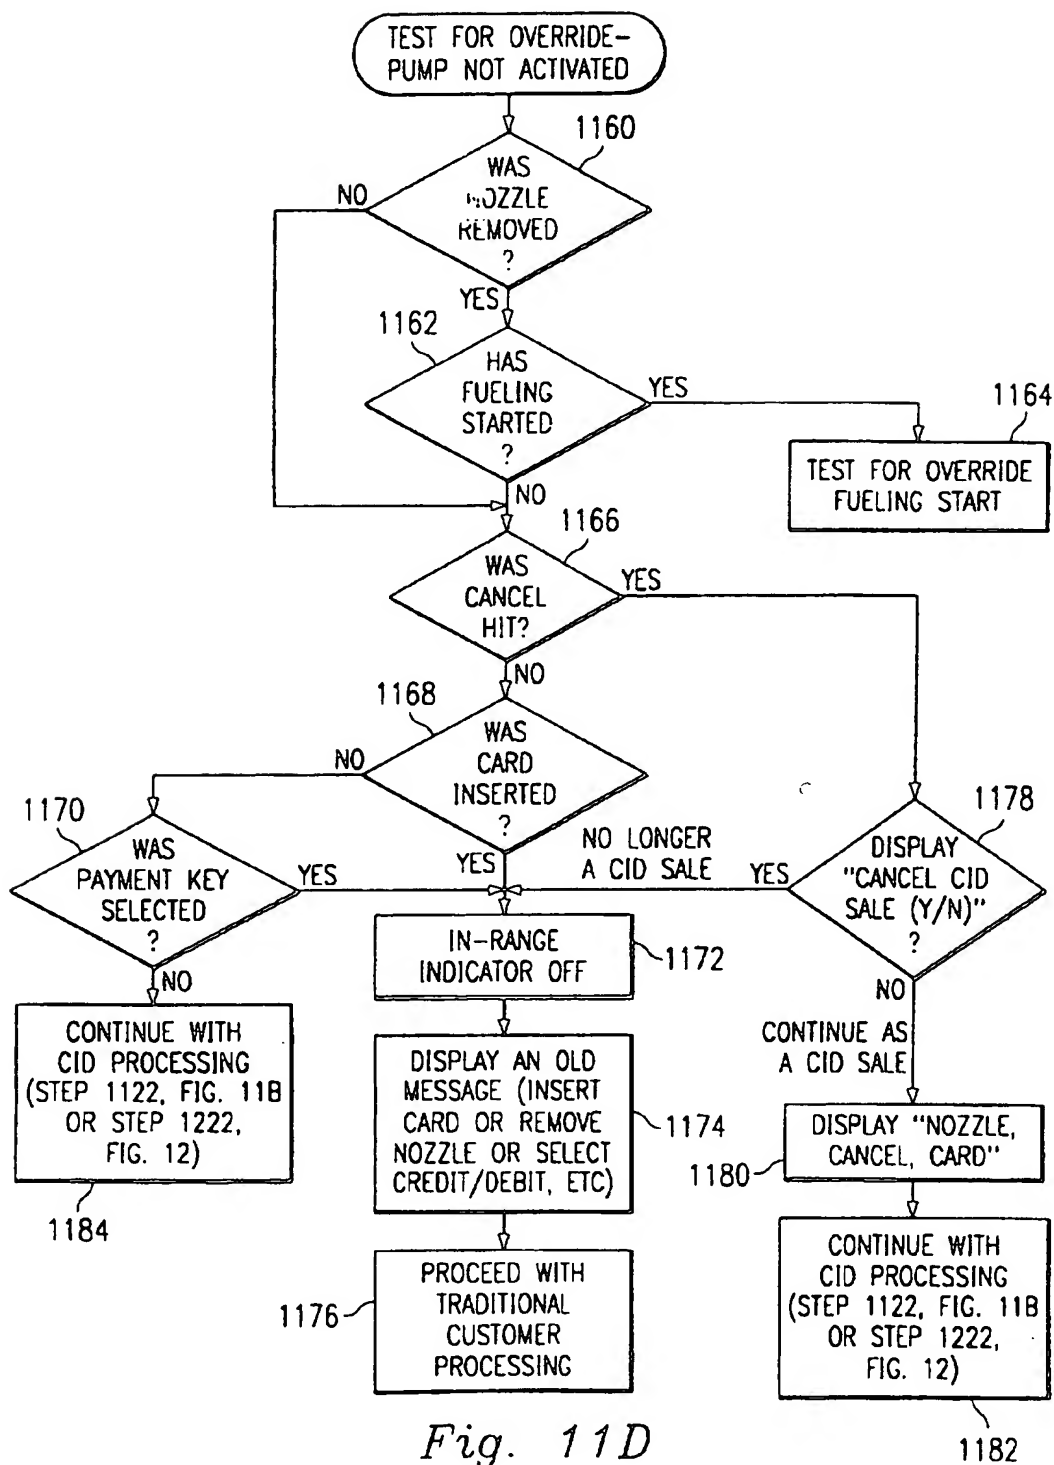 TEST FOR OVERRIDE-
PUMP NOT ACTIVATED
1160
WAS
NOZZLE
REMOVED
?
NO
YES
1162
HAS
FUELING
STARTED
?
YES
NO
1164
TEST FOR OVERRIDE
FUELING START
1166
WAS
CANCEL
HIT?
YES
NO
1168
WAS
CARD
INSERTED
?
NO
YES
1170
WAS
PAYMENT KEY
SELECTED
?
YES
NO
NO LONGER
A CID SALE
1178
DISPLAY
"CANCEL CID
SALE (Y/N)"
?
YES
NO
IN-RANGE
INDICATOR OFF
1172
CONTINUE WITH
CID PROCESSING
(STEP 1122, FIG. 11B
OR STEP 1222,
FIG. 12)
1184
DISPLAY AN OLD
MESSAGE (INSERT
CARD OR REMOVE
NOZZLE OR SELECT
CREDIT/DEBIT, ETC)
1174
CONTINUE AS
A CID SALE
DISPLAY "NOZZLE,
CANCEL, CARD"
1180
PROCEED WITH
TRADITIONAL
CUSTOMER
PROCESSING
1176
CONTINUE WITH
CID PROCESSING
(STEP 1122, FIG. 11B
OR STEP 1222,
FIG. 12)
1182
Fig. 11D